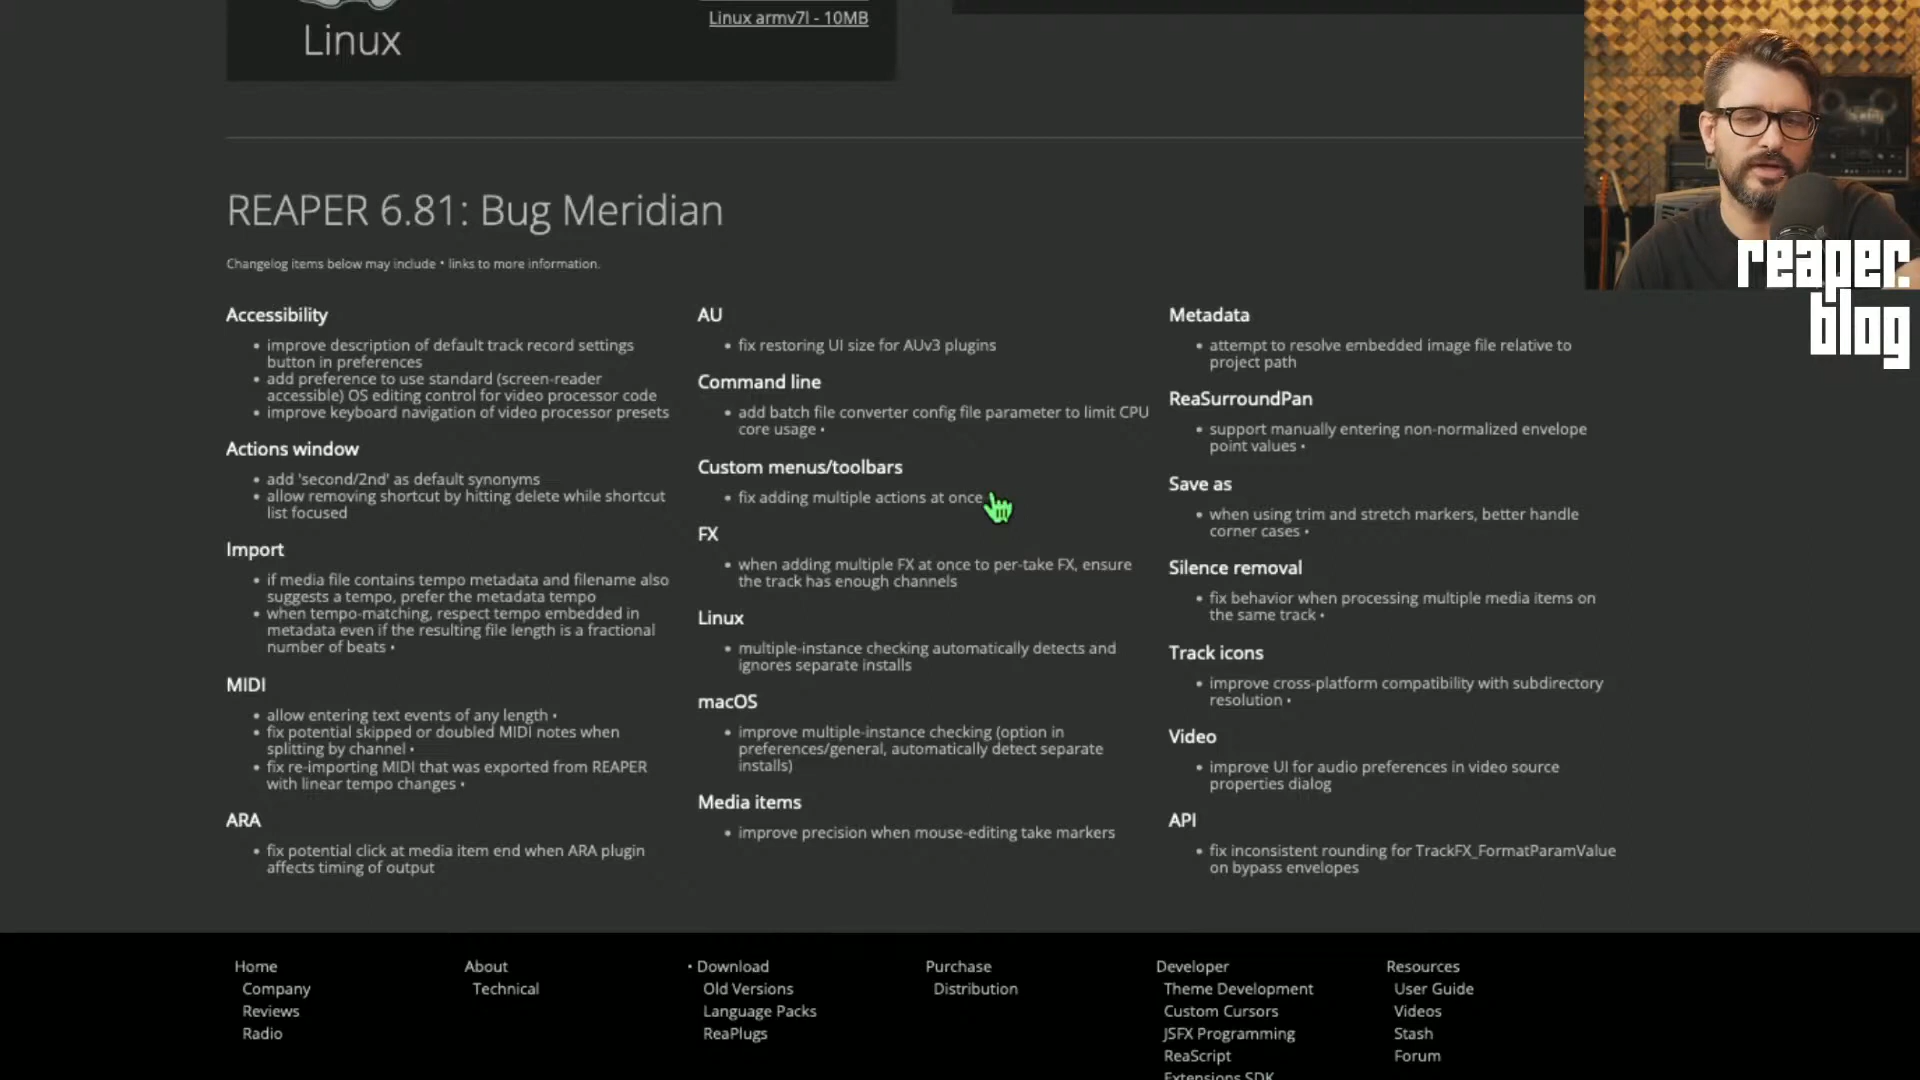 Linux
Linux armv7l - 10MB
reaper.
blog
REAPER 6.81: Bug Meridian
Changelog items below may include • links to more information.
Accessibility
• improve description of default track record settings
button in preferences
• add preference to use standard (screen-reader
accessible) OS editing control for video processor code
• improve keyboard navigation of video processor presets
Actions window
• add 'second/2nd' as default synonyms
• allow removing shortcut by hitting delete while shortcut
list focused
Import
• if media file contains tempo metadata and filename also
suggests a tempo, prefer the metadata tempo
• when tempo-matching, respect tempo embedded in
metadata even if the resulting file length is a fractional
number of beats •
MIDI
• allow entering text events of any length •
• fix potential skipped or doubled MIDI notes when
splitting by channel •
• fix re-importing MIDI that was exported from REAPER
with linear tempo changes •
ARA
• fix potential click at media item end when ARA plugin
affects timing of output
AU
• fix restoring UI size for AUv3 plugins
Command line
• add batch file converter config file parameter to limit CPU
core usage •
Custom menus/toolbars
• fix adding multiple actions at once
FX
• when adding multiple FX at once to per-take FX, ensure
the track has enough channels
Linux
• multiple-instance checking automatically detects and
ignores separate installs
macOS
• improve multiple-instance checking (option in
preferences/general, automatically detect separate
installs)
Media items
• improve precision when mouse-editing take markers
Metadata
• attempt to resolve embedded image file relative to
project path
ReaSurroundPan
• support manually entering non-normalized envelope
point values •
Save as
• when using trim and stretch markers, better handle
corner cases •
Silence removal
• fix behavior when processing multiple media items on
the same track •
Track icons
• improve cross-platform compatibility with subdirectory
resolution •
Video
• improve UI for audio preferences in video source
properties dialog
API
• fix inconsistent rounding for TrackFX_FormatParamValue
on bypass envelopes
Home
Company
Reviews
Radio
About
Technical
• Download
Old Versions
Language Packs
ReaPlugs
Purchase
Distribution
Developer
Theme Development
Custom Cursors
JSFX Programming
ReaScript
Extensions SDK
Resources
User Guide
Videos
Stash
Forum